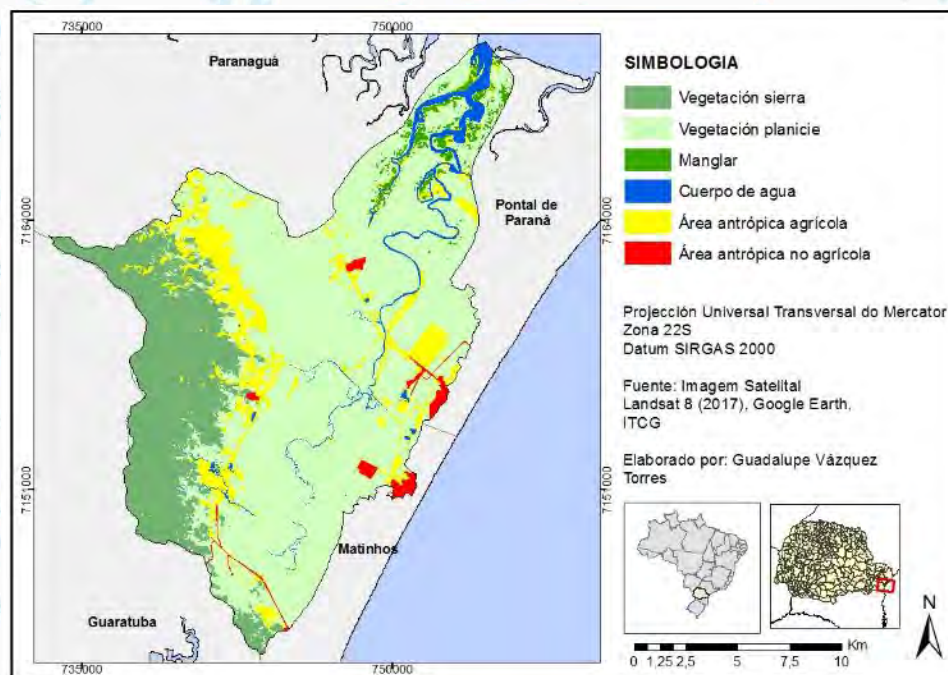 735000
750000
Paranaguá
Pontal de
Paraná
7164000
7164000
7151000
7151000
Matinhos
Guaratuba
735000
750000
SIMBOLOGIA
Vegetación sierra
Vegetación planicie
Manglar
Cuerpo de agua
Área antrópica agrícola
Área antrópica no agrícola
Projección Universal Transversal do Mercator
Zona 22S
Datum SIRGAS 2000
Fuente: Imagem Satelital
Landsat 8 (2017), Google Earth,
ITCG
Elaborado por: Guadalupe Vázquez
Torres
N
Km
0 1,25 2,5 5 7,5 10